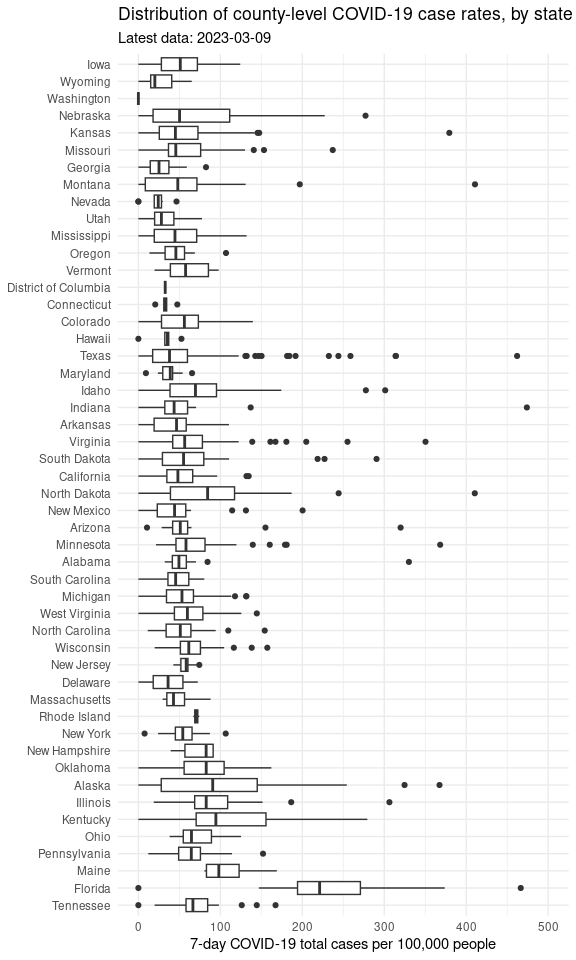 Distribution of county-level COVID-19 case rates, by state
Latest data: 2023-03-09
Iowa
Wyoming
Washington
Nebraska
Kansas
Missouri
Georgia
Montana
Nevada
Utah
Mississippi
Oregon
Vermont
District of Columbia
Connecticut
Colorado
Hawaii
Texas
Maryland
Idaho
Indiana
Arkansas
Virginia
South Dakota
California
North Dakota
New Mexico
Arizona
Minnesota
Alabama
South Carolina
Michigan
West Virginia
North Carolina
Wisconsin
New Jersey
Delaware
Massachusetts
Rhode Island
New York
New Hampshire
Oklahoma
Alaska
Illinois
Kentucky
Ohio
Pennsylvania
Maine
Florida
Tennessee
0 100 200 300 400 500
7-day COVID-19 total cases per 100,000 people